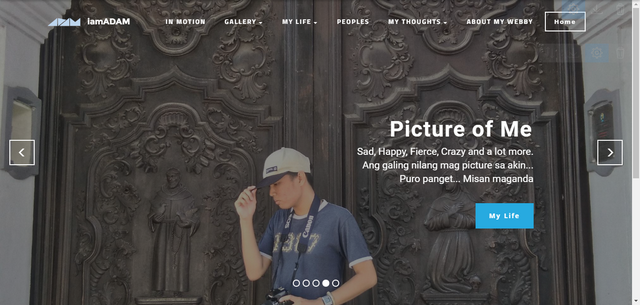 iamADAM
IN MOTION
GALLERY
MY LIFE
PEOPLES
MY THOUGHTS
ABOUT MY WEBBY
Home
Picture of Me
Sad, Happy, Fierce, Crazy and a lot more.
Ang galing nilang mag picture sa akin...
Puro panget... Misan maganda
My Life
Canon